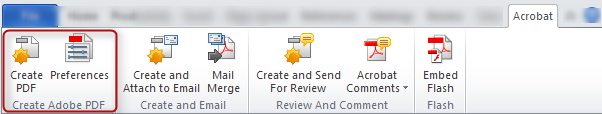 Acrobat
Create PDF
Preferences
Create and Attach to Email
Mail Merge
Create and Send For Review
Acrobat Comments
Embed Flash
Create Adobe PDF
Create and Email
Review And Comment
Flash